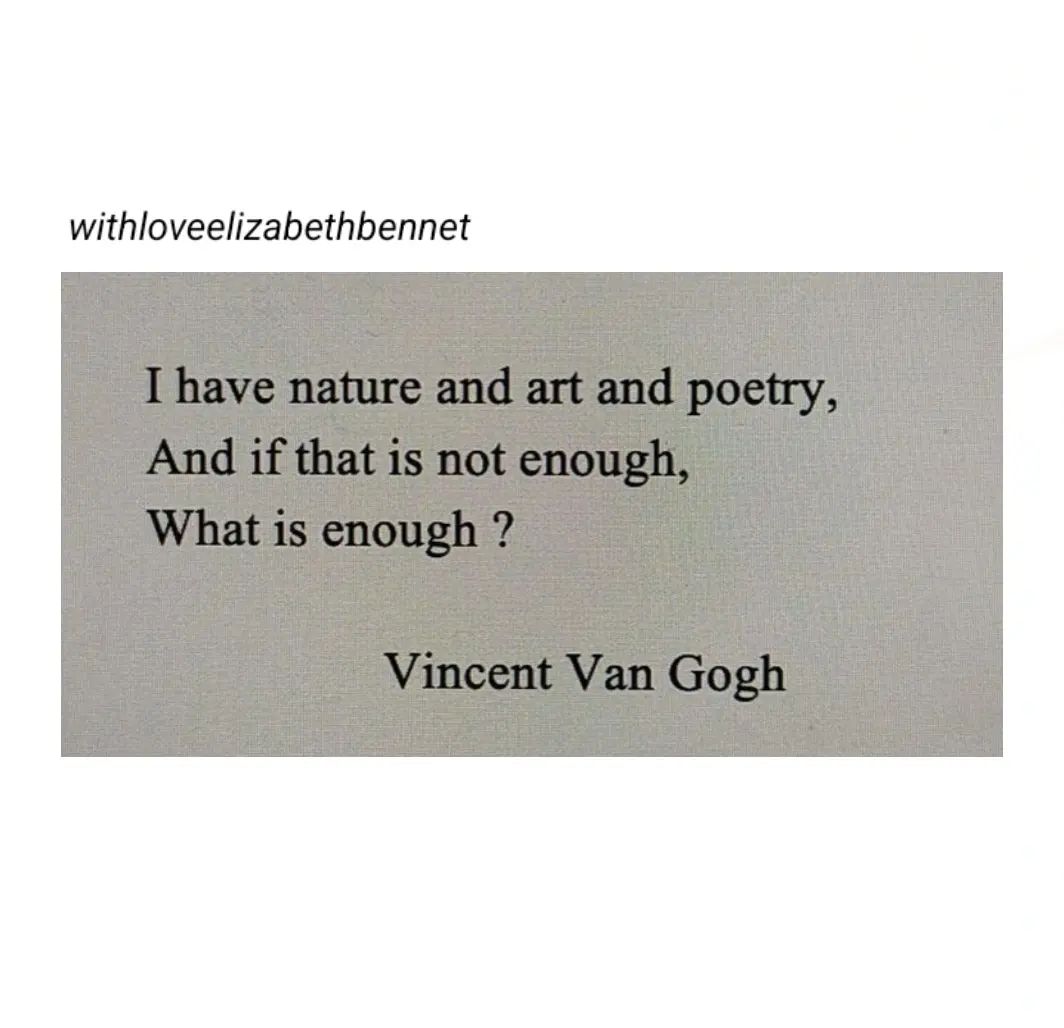 withloveelizabethbennet
I have nature and art and poetry,
And if that is not enough,
What is enough ?
Vincent Van Gogh